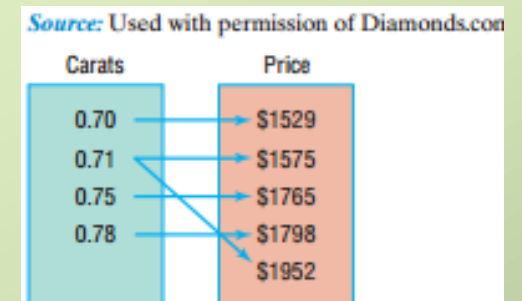 Source: Used with permission of Diamonds.com
Carats Price
0.70 $1529
0.71 $1575
0.75 $1765
0.78 $1798
$1952